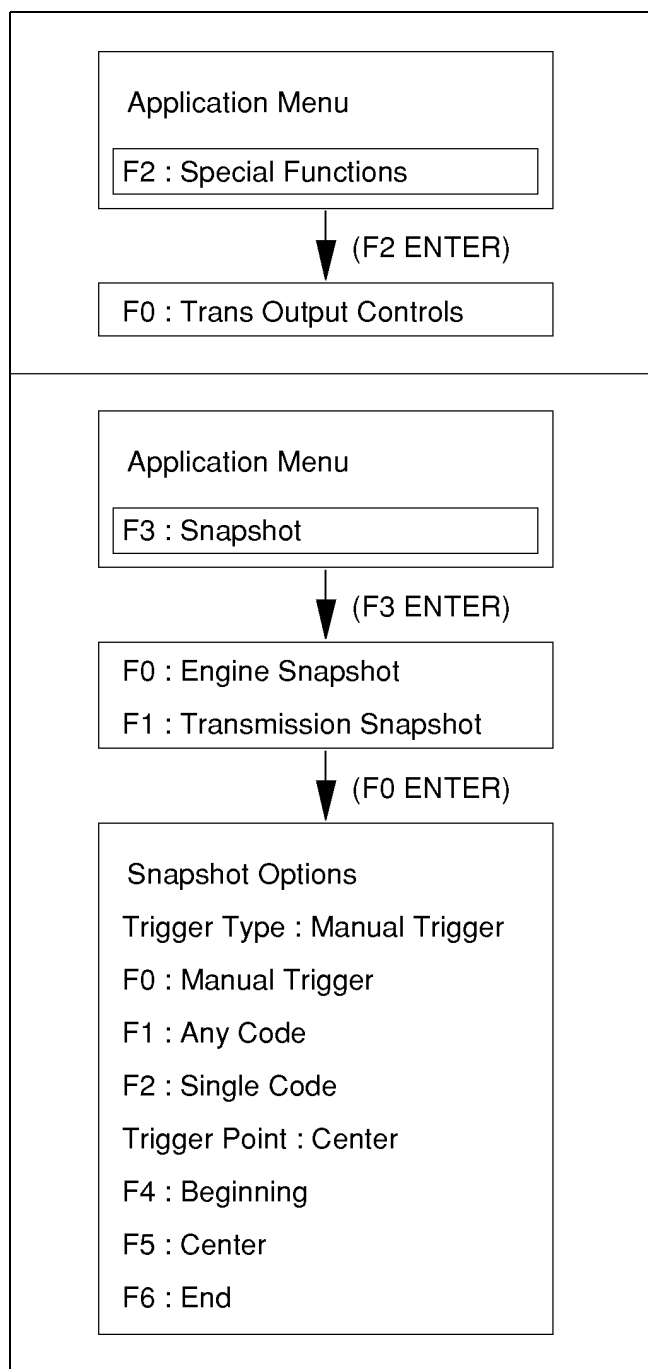 Application Menu
F2 : Special Functions
(F2 ENTER)
F0 : Trans Output Controls
Application Menu
F3 : Snapshot
(F3 ENTER)
F0 : Engine Snapshot
F1 : Transmission Snapshot
(F0 ENTER)
Snapshot Options
Trigger Type : Manual Trigger
F0 : Manual Trigger
F1 : Any Code
F2 : Single Code
Trigger Point : Center
F4 : Beginning
F5 : Center
F6 : End